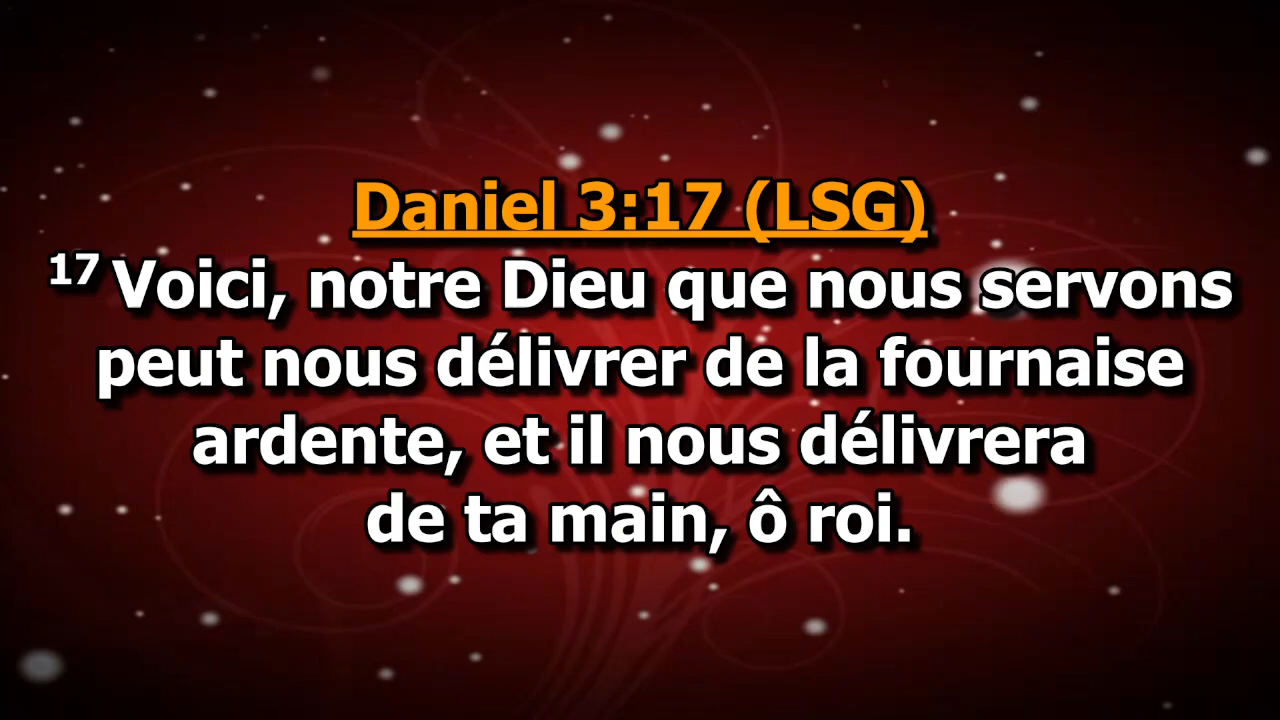 Daniel 3:17 (LSG)
17 Voici, notre Dieu que nous servons
peut nous délivrer de la fournaise
ardente, et il nous délivrera
de ta main, ô roi.